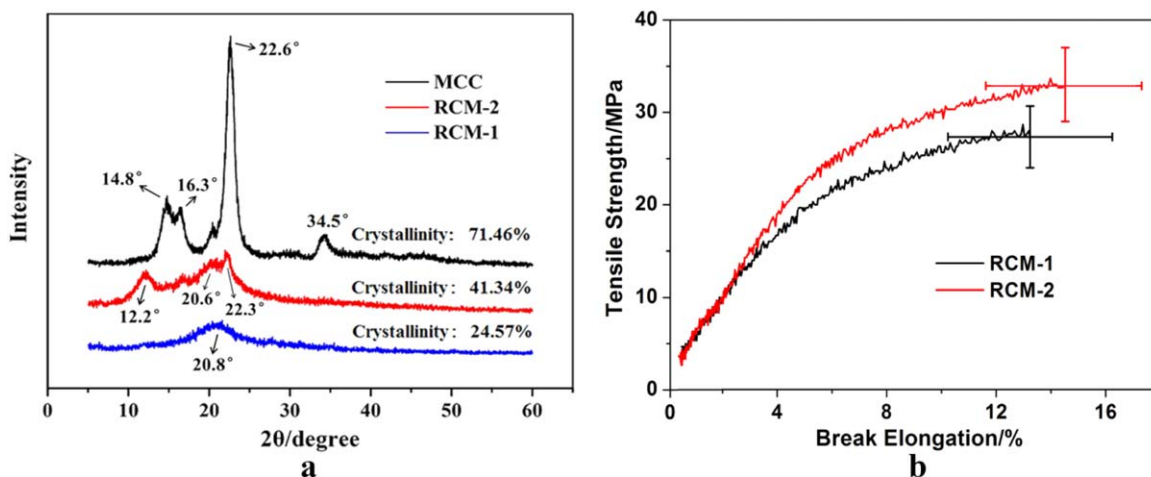 22.6°
MCC
RCM-2
RCM-1
14.8°
16.3°
34.5°
Crystallinity: 71.46%
20.6°
22.3°
12.2°
Crystallinity: 41.34%
Crystallinity: 24.57%
20.8°
Intensity
0 10 20 30 40 50 60
2θ/degree
a
40
30
20
10
0
Tensile Strength/MPa
RCM-1
RCM-2
0 4 8 12 16
Break Elongation/%
b